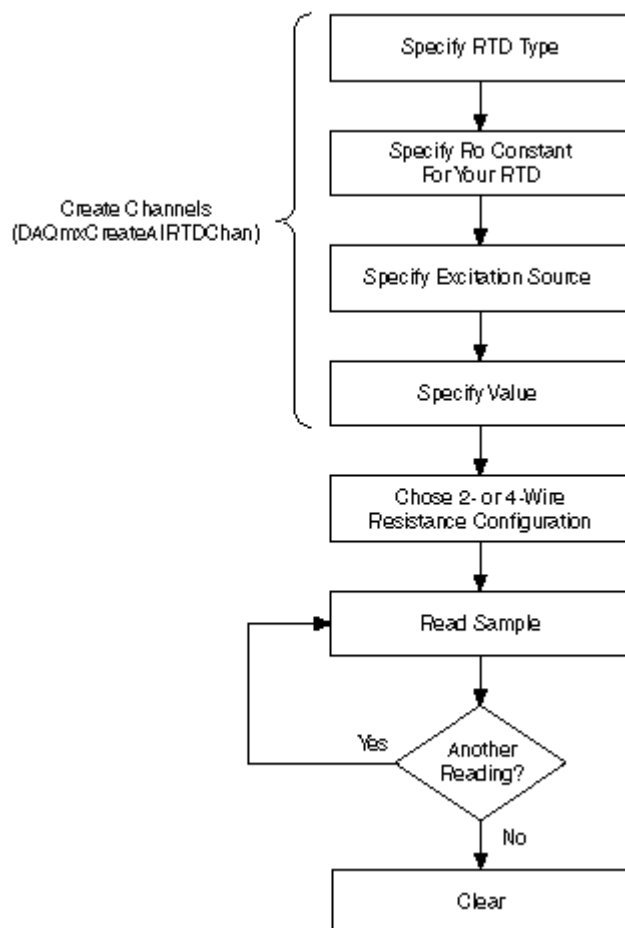 Specify RTD Type
Specify Ro Constant
For Your RTD
Create Channels
(DAQmxCreateAIRTDChan)
Specify Excitation Source
Specify Value
Chose 2- or 4-Wire
Resistance Configuration
Read Sample
Yes
Another
Reading?
No
Clear